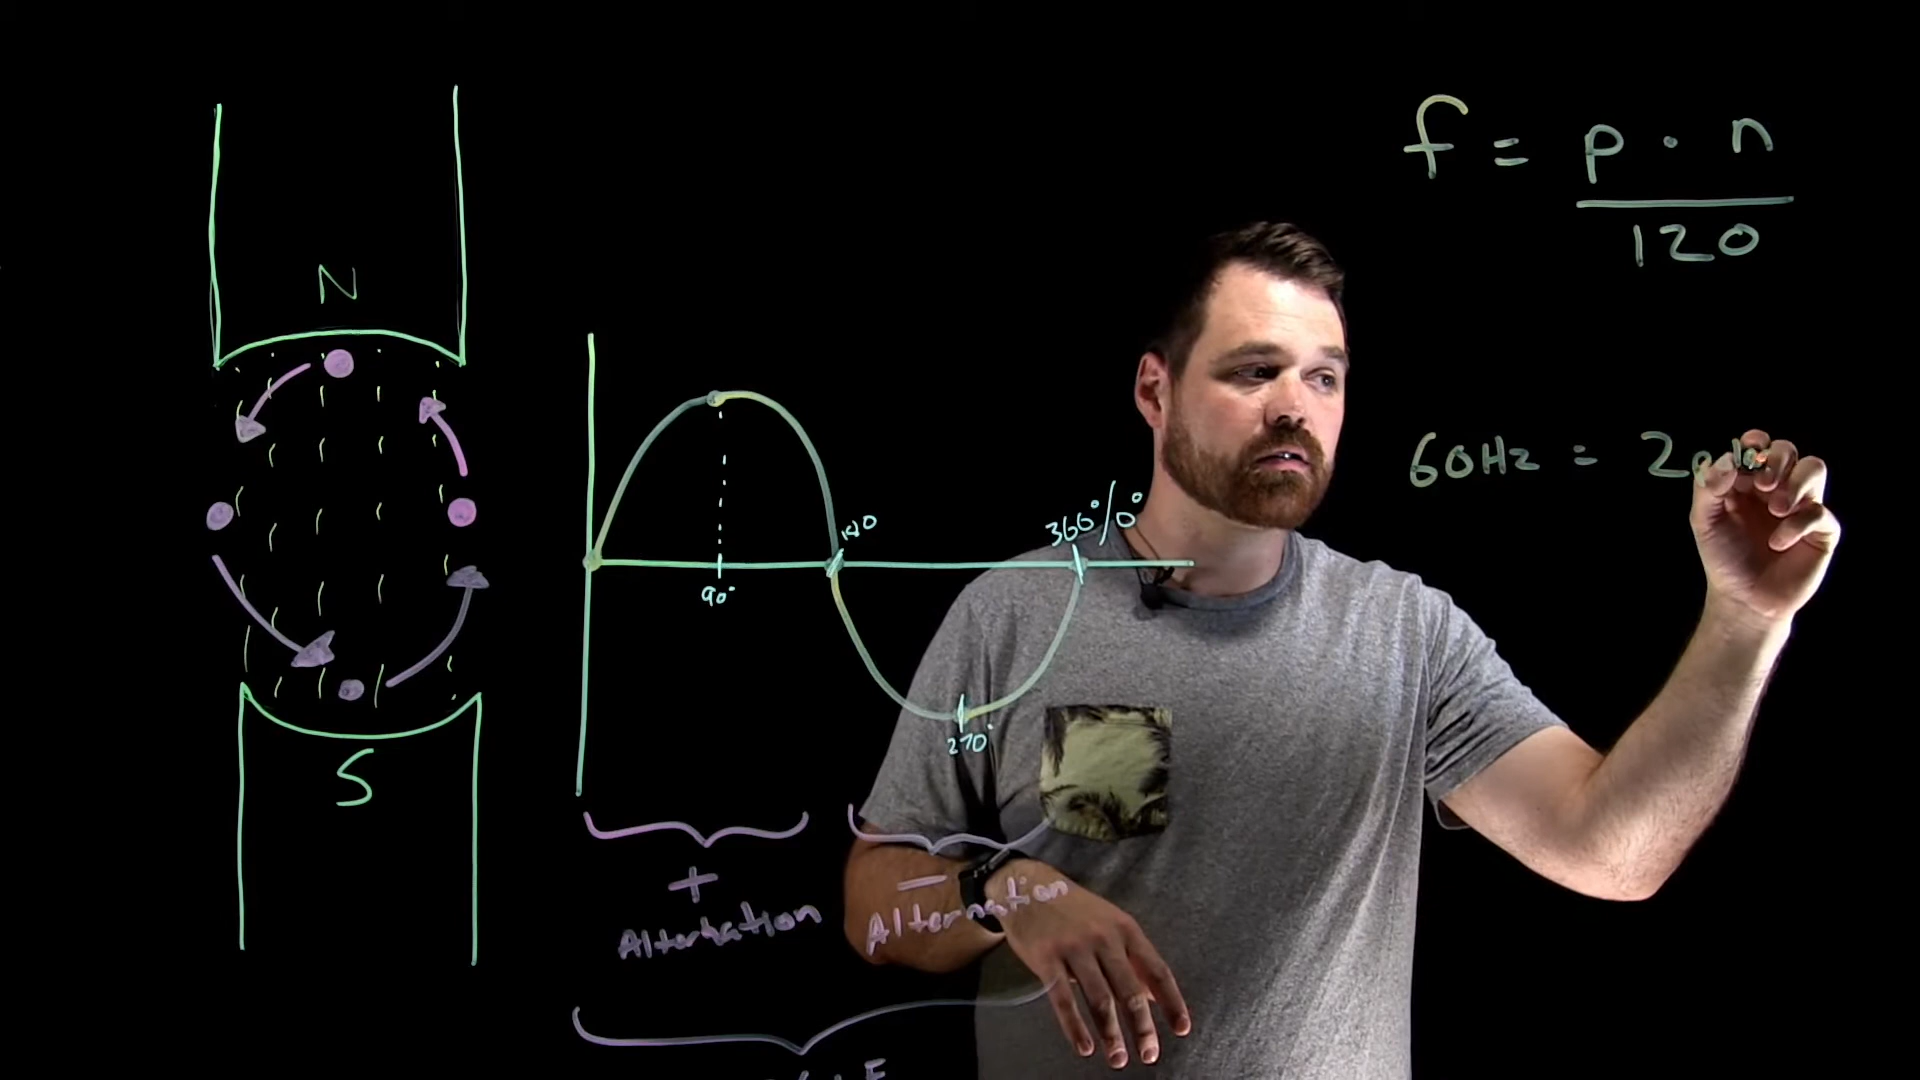 N
S
90°
180
270°
360°/0°
+
Alternation
−
Alternation
f = p · n
120
60Hz = 2